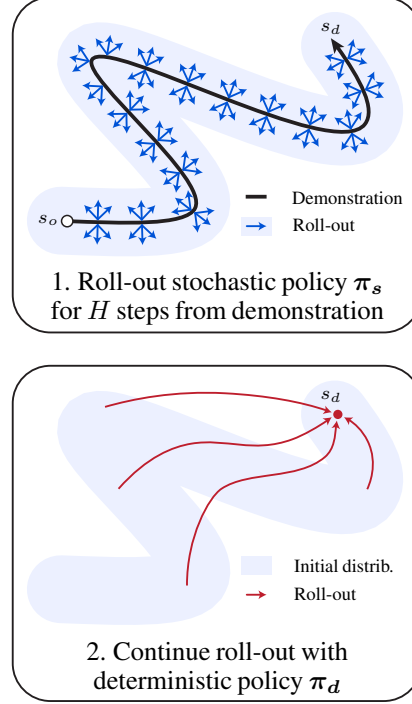 s_d
s_o
Demonstration
Roll-out
1. Roll-out stochastic policy π_s
for H steps from demonstration
s_d
Initial distrib.
Roll-out
2. Continue roll-out with
deterministic policy π_d